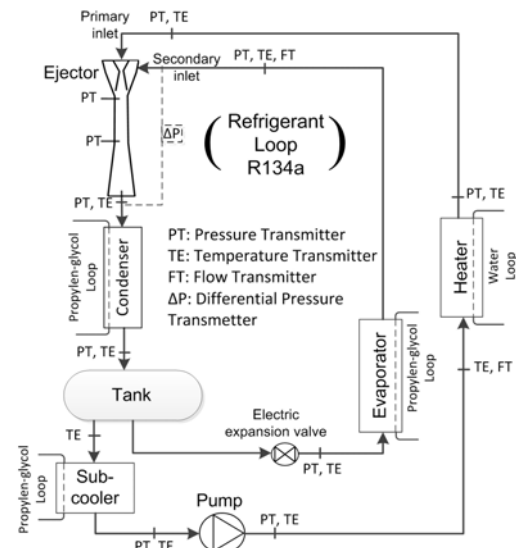 Primary
inlet
PT, TE
Ejector
Secondary
inlet
PT, TE, FT
PT
ΔP
PT
(Refrigerant
Loop
R134a)
PT, TE
PT, TE
Propylen-glycol
Loop
Condenser
PT: Pressure Transmitter
TE: Temperature Transmitter
FT: Flow Transmitter
ΔP: Differential Pressure
Transmetter
Heater
Water
Loop
PT, TE
Evaporator
Propylen-glycol
Loop
TE, FT
Tank
TE
Electric
expansion valve
PT, TE
Propylen-glycol
Loop
Sub-
cooler
Pump
PT, TE
PT, TE